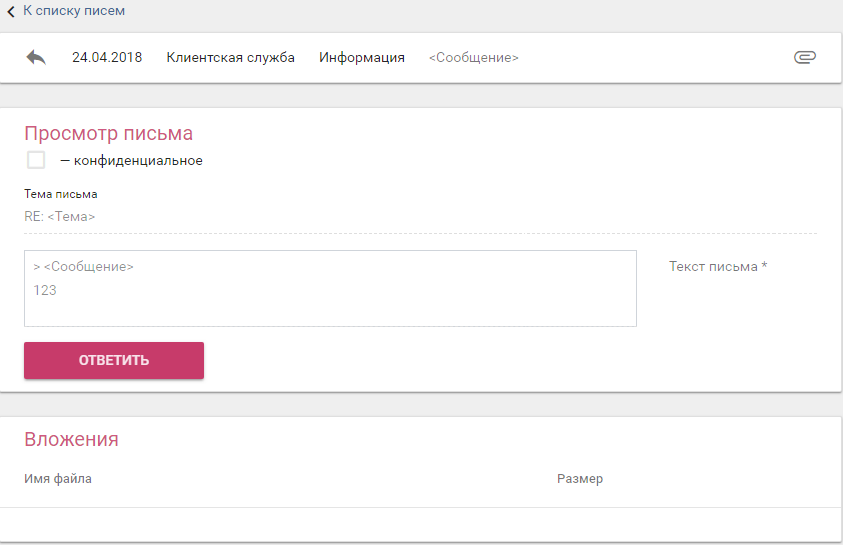 К списку писем
24.04.2018 Клиентская служба Информация <Сообщение>
Просмотр письма
— конфиденциальное
Тема письма
RE: <Тема>
> <Сообщение> Текст письма *
123
ОТВЕТИТЬ
Вложения
Имя файла Размер